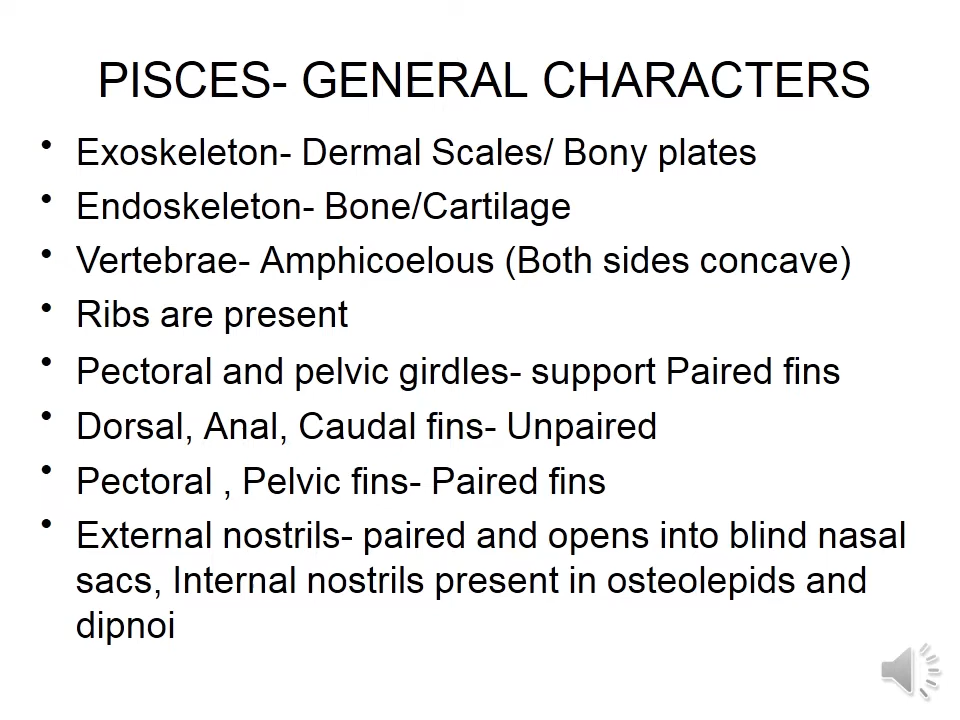 PISCES- GENERAL CHARACTERS
• Exoskeleton- Dermal Scales/ Bony plates
• Endoskeleton- Bone/Cartilage
• Vertebrae- Amphicoelous (Both sides concave)
• Ribs are present
• Pectoral and pelvic girdles- support Paired fins
• Dorsal, Anal, Caudal fins- Unpaired
• Pectoral , Pelvic fins- Paired fins
• External nostrils- paired and opens into blind nasal
sacs, Internal nostrils present in osteolepids and
dipnoi